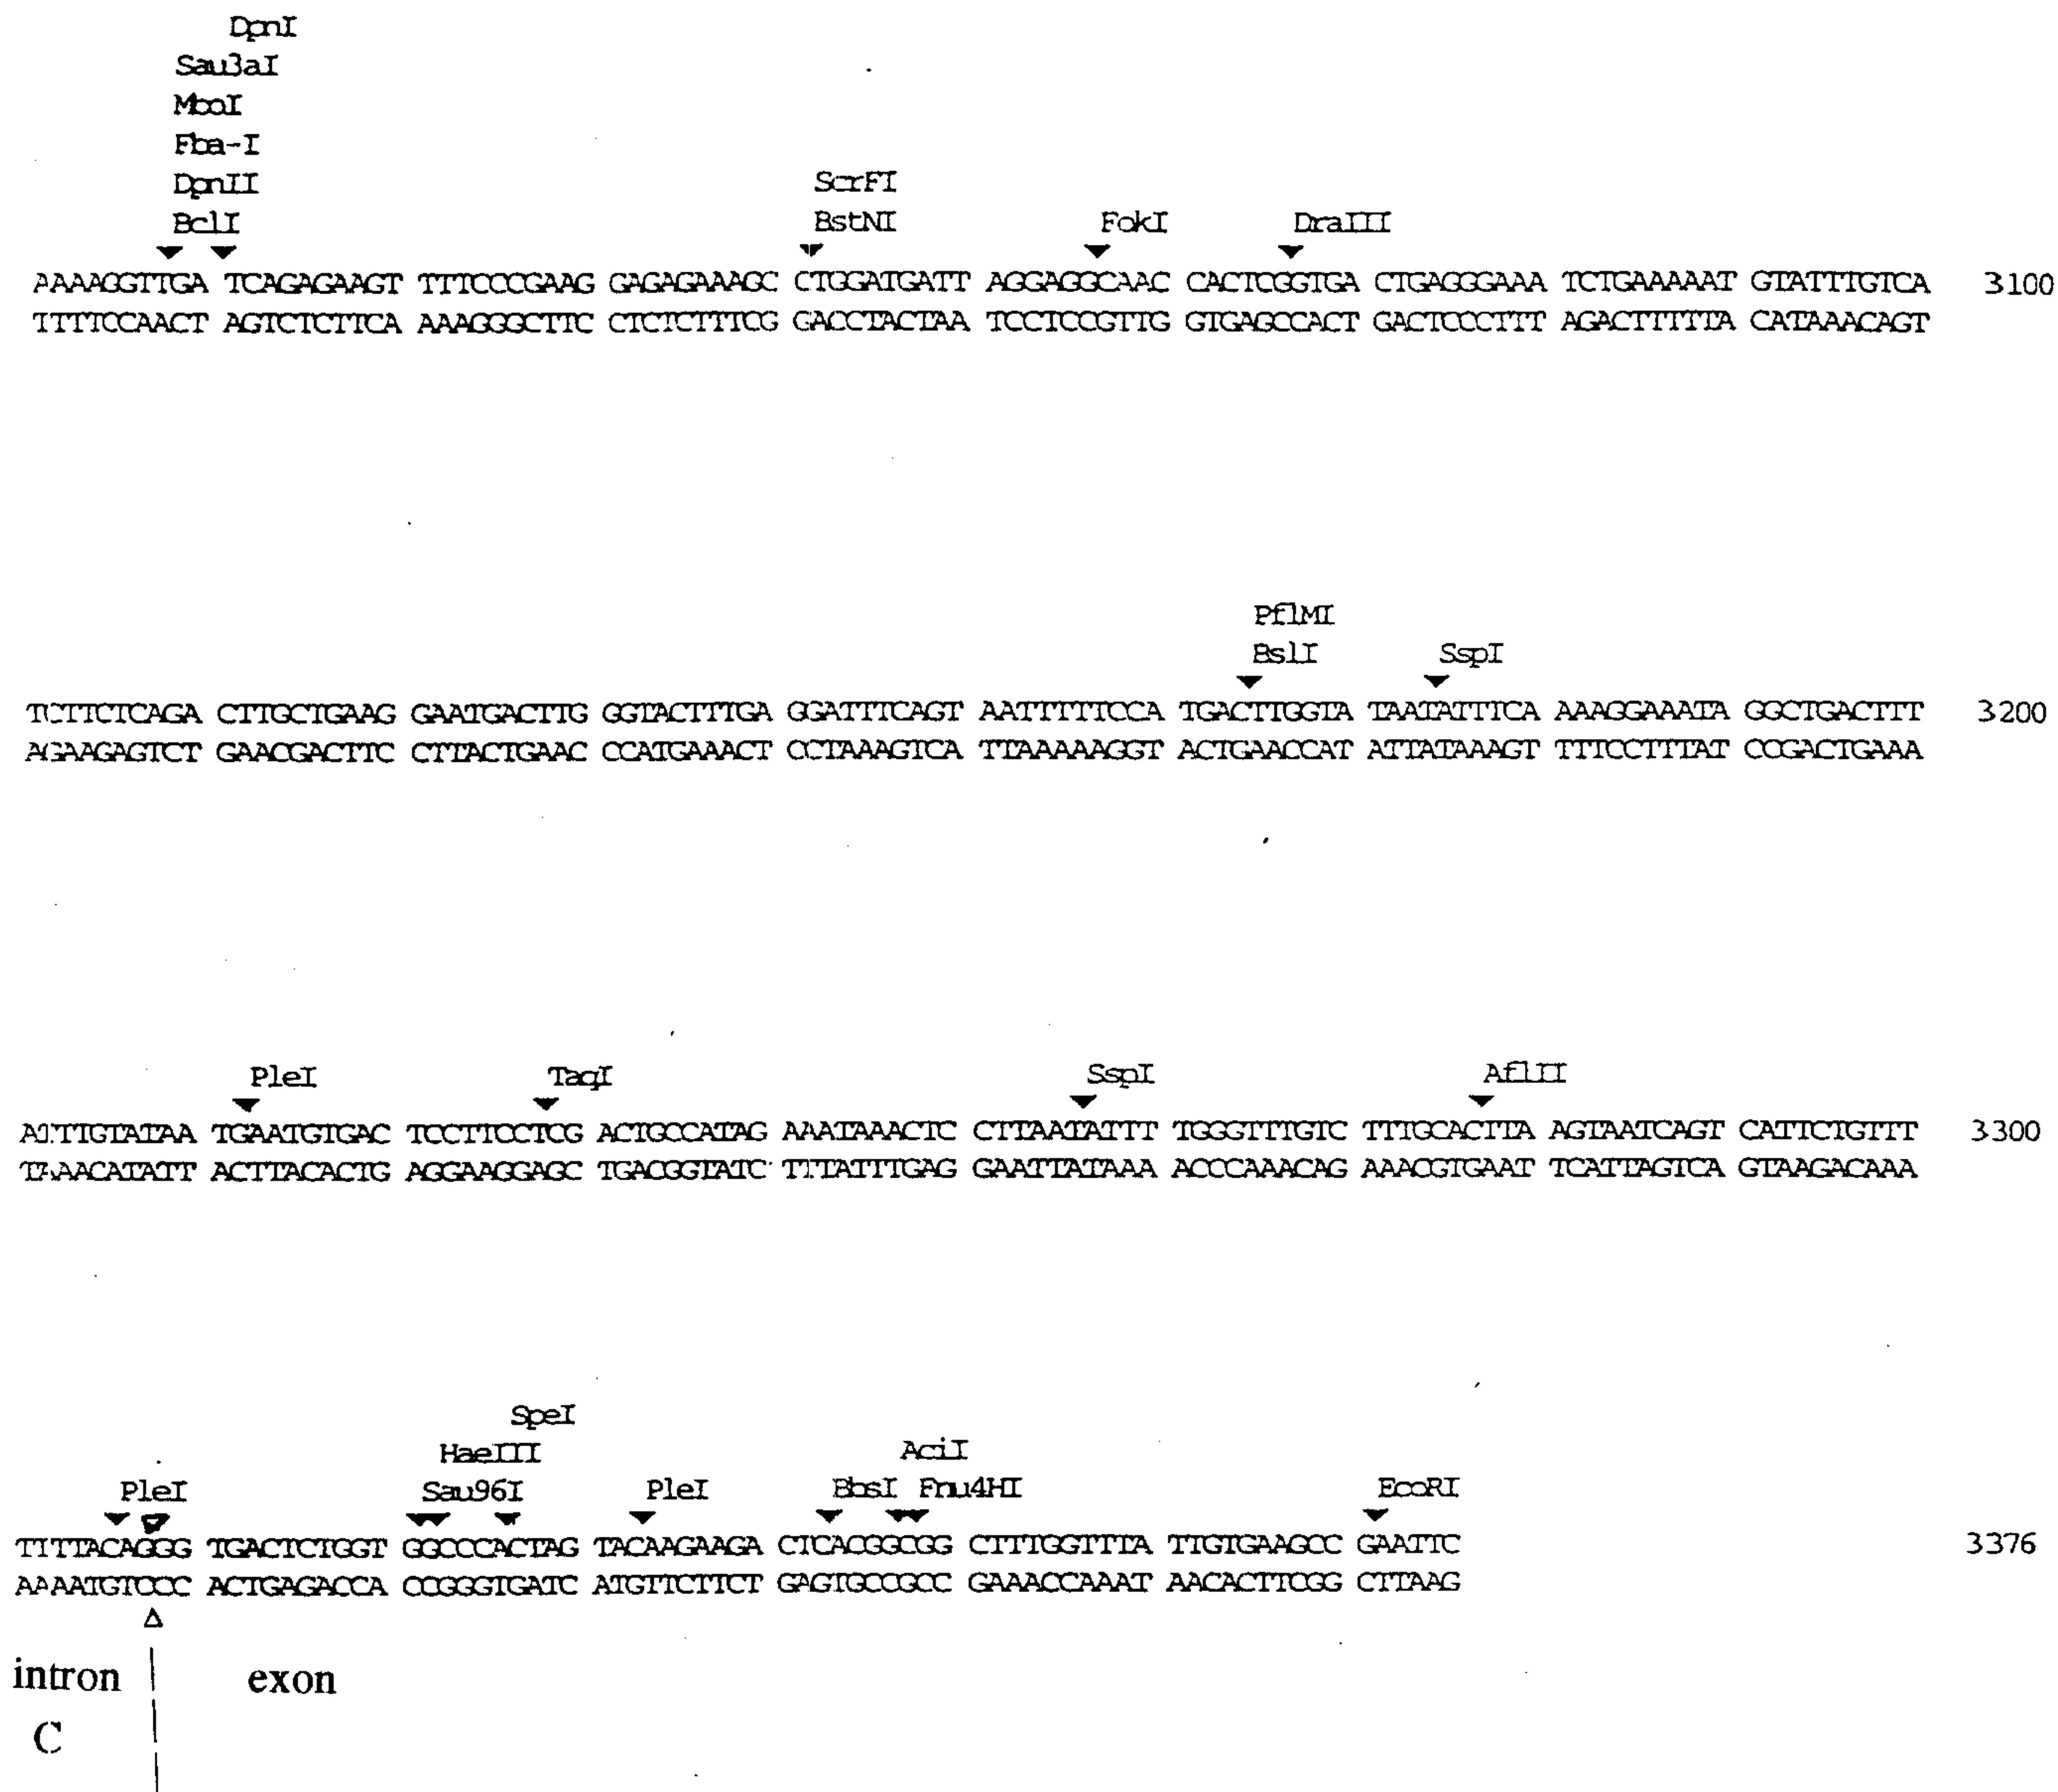 DpnI
Sau3aI
MboI
Fba-I
DpnII ScrFI
BclI BstNI FokI DraIII
AAAAGGTTGA TCAGAGAAGT TTTTCCCGAAG GAGAGAAAGC CTGGATGATT AGGAGGCAAC CACTCGGTGA CTGAGGGAAA TCTGAAAAAT GTATTTGTCA 3100
TTTTCCAACT AGTCTCTTCA AAAGGGCTTC CTCTCTTTCG GACCTACTAA TCCTCCGTTG GTGAGCCACT GACTCCCTTT AGACTTTTTA CATAAACAGT
PflMI
BslI SspI
TCTTCTCAGA CTTGCTGAAG GAATGACTTG GGTACTTTGA GGATTTCAGT AATTTTTCCA TGACTTGGTA TAATATTTCA AAAGGAAATA GGCTGACTTT 3200
AGAAGAGTCT GAACGACTTC CTTACTGAAC CCATGAAACT CCTAAAGTCA TTAAAAAGGT ACTGAACCAT ATTATAAAGT TTTCCTTTAT CCGACTGAAA
PleI TaqI SspI AflII
ATTTGTATAA TGAATGTGAC TCCTTCCTCG ACTGCCATAG AAATAAACTC CTTAATATTT TGGGTTTGTC TTTGCACTTA AGTAATCAGT CATTCTGTTT 3300
TAAACATATT ACTTACACTG AGGAAGGAGC TGACGGTATC TTTATTTGAG GAATTATAAA ACCCAAACAG AAACGTGAAT TCATTAGTCA GTAAGACAAA
SpeI
HaeIII AciI
PleI Sau96I PleI BbsI Fnu4HI EcoRI
TTTTACAGGG TGACTCTGGT GGCCCACTAG TACAAGAAGA CTCACGGCGG CTTTGGTTTA TTGTGAAGCC GAATTC 3376
AAAATGTCCC ACTGAGACCA CCGGGTGATC ATGTTCTTCT GAGTGCCGCC GAAACCAAAT AACACTTCGG CTTAAG
intron exon
C